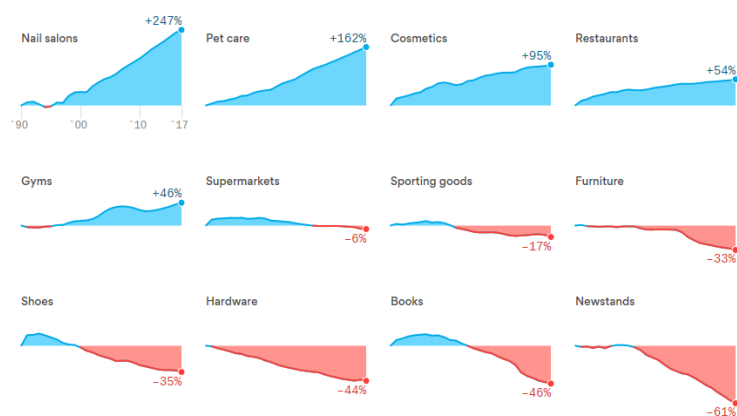 Nail salons
+247%
Pet care
+162%
Cosmetics
+95%
Restaurants
+54%
`90
`00
`10
`17
Gyms
+46%
Supermarkets
−6%
Sporting goods
−17%
Furniture
−33%
Shoes
−35%
Hardware
−44%
Books
−46%
Newstands
−61%